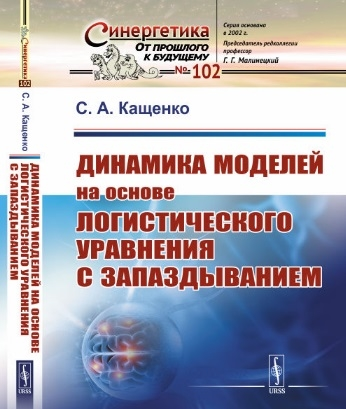 Синергетика
От прошлого
к будущему
№ 102
Серия основана
в 2002 г.
Председатель редколлегии
профессор
Г. Г. Малинецкий
С. А. Кащенко
ДИНАМИКА МОДЕЛЕЙ
на основе
ЛОГИСТИЧЕСКОГО
УРАВНЕНИЯ
С ЗАПАЗДЫВАНИЕМ
URSS
Синергетика
102
С. А. Кащенко
ДИНАМИКА МОДЕЛЕЙ НА ОСНОВЕ
ЛОГИСТИЧЕСКОГО УРАВНЕНИЯ
С ЗАПАЗДЫВАНИЕМ
URSS